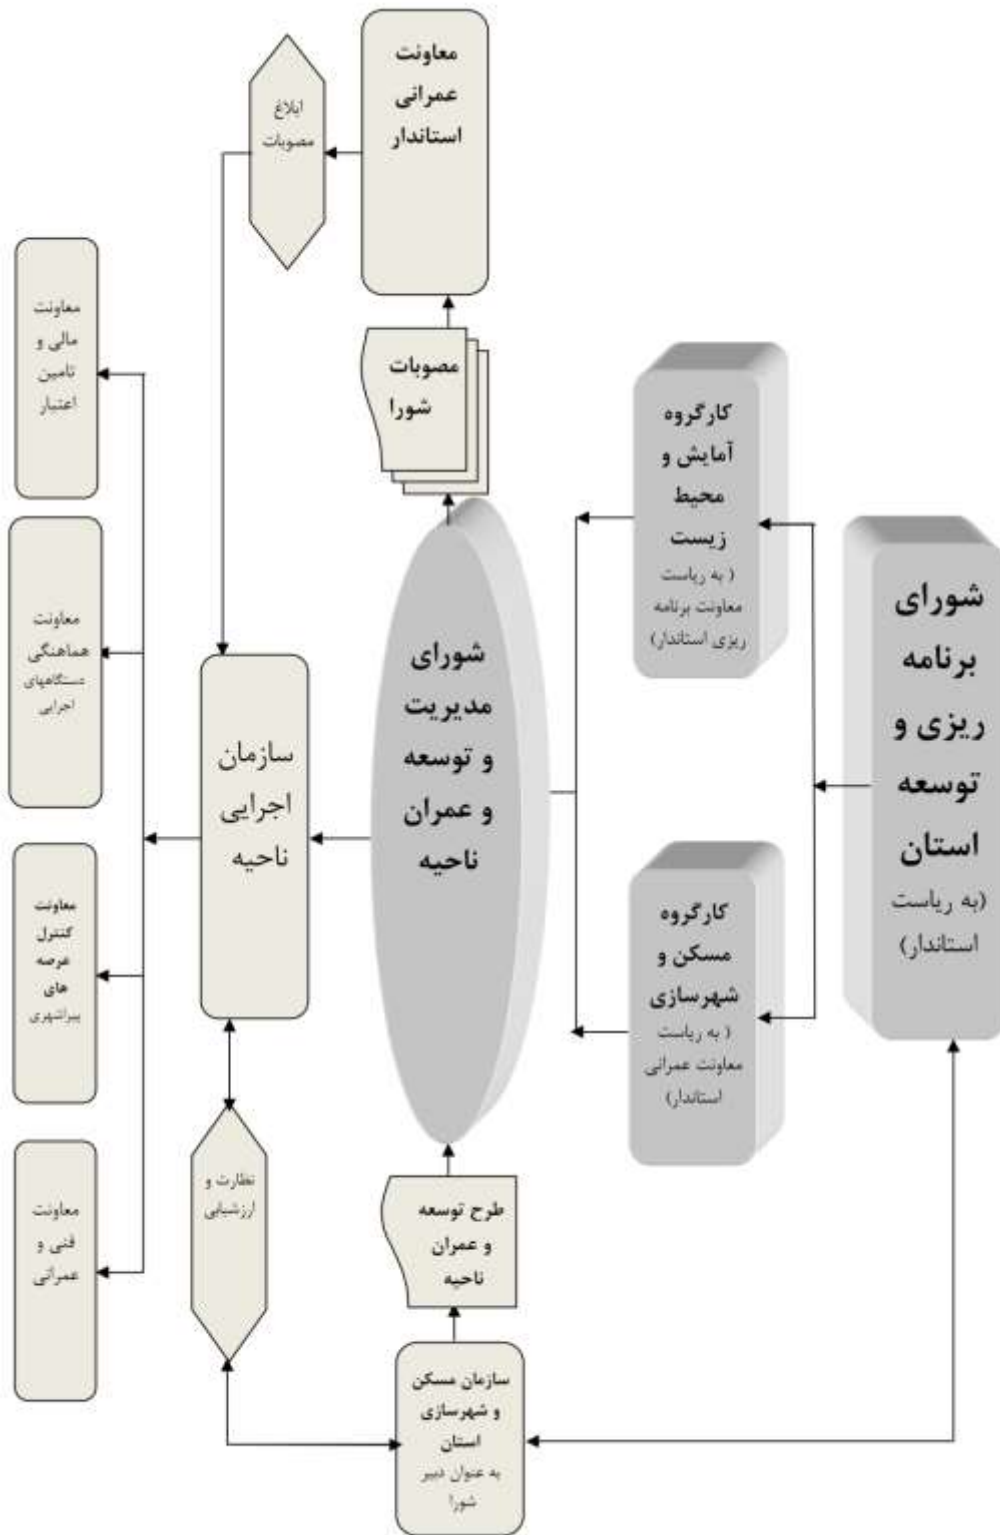 معاونت
عمرانی
استاندار
ابلاغ
مصوبات
مصوبات
شورا
شورای
برنامه
ریزی و
توسعه
استان
(به ریاست
استاندار)
کارگروه
آمایش و
محیط
زیست
( به ریاست
معاونت برنامه
ریزی استاندار)
کارگروه
مسکن و
شهرسازی
( به ریاست
معاونت عمرانی
استاندار)
شورای
مدیریت
و توسعه
و عمران
ناحیه
سازمان
اجرایی
ناحیه
معاونت
مالی و
تامین
اعتبار
معاونت
هماهنگی
دستگاههای
اجرایی
معاونت
کنترل
عرصه
های
پیراشهری
معاونت
فنی و
عمرانی
نظارت و
ارزشیابی
طرح توسعه
و عمران
ناحیه
سازمان مسکن
و شهرسازی
استان
به عنوان دبیر
شورا